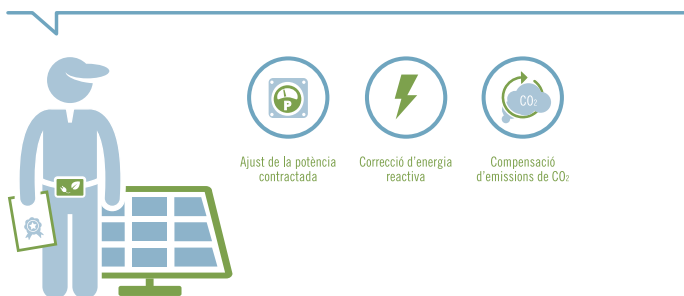 P
CO₂
Ajust de la potència
contractada
Correcció d'energia
reactiva
Compensació
d'emissions de CO₂